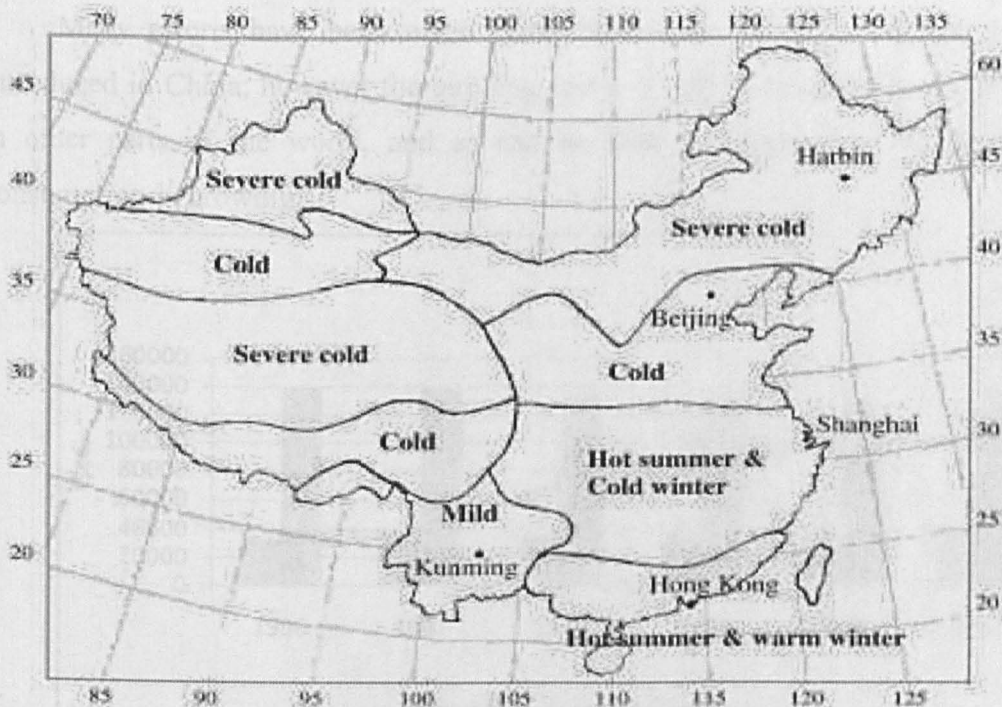 70 75 80 85 90 95 100 105 110 115 120 125 130 135
60
45
45
40
40
35
35
30
30
25
25
20
20
Severe cold
Harbin
Severe cold
Cold
Beijing
Severe cold
Cold
Shanghai
Cold
Hot summer &
Cold winter
Mild
Kunming
Hong Kong
Hot summer & warm winter
85 90 95 100 105 110 115 120 125